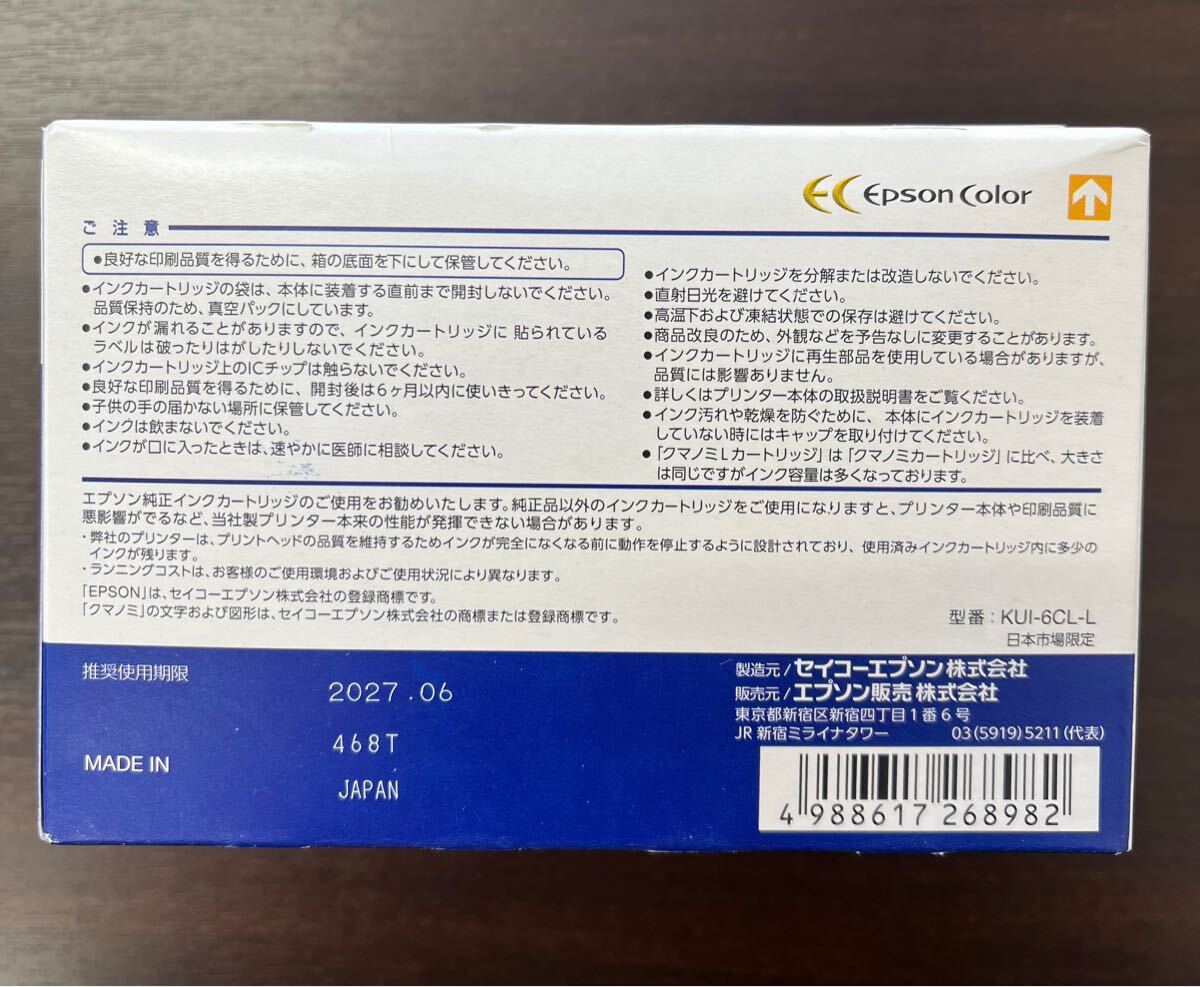 EC Epson Color
ご注意
●良好な印刷品質を得るために、箱の底面を下にして保管してください。
●インクカートリッジの袋は、本体に装着する直前まで開封しないでください。
品質保持のため、真空パックにしています。
●インクが漏れることがありますので、インクカートリッジに 貼られている
ラベルは破ったりはがしたりしないでください。
●インクカートリッジ上のICチップは触らないでください。
●良好な印刷品質を得るために、開封後は6ヶ月以内に使いきってください。
●子供の手の届かない場所に保管してください。
●インクは飲まないでください。
●インクが口に入ったときは、速やかに医師に相談してください。
●インクカートリッジを分解または改造しないでください。
●直射日光を避けてください。
●高温下および凍結状態での保存は避けてください。
●商品改良のため、外観などを予告なしに変更することがあります。
●インクカートリッジに再生部品を使用している場合がありますが、
品質には影響ありません。
●詳しくはプリンター本体の取扱説明書をご覧ください。
●インク汚れや乾燥を防ぐために、本体にインクカートリッジを装着
していない時にはキャップを取り付けてください。
●「クマノミLカートリッジ」は「クマノミカートリッジ」に比べ、大きさ
は同じですがインク容量は多くなっております。
エプソン純正インクカートリッジのご使用をお勧めいたします。純正品以外のインクカートリッジをご使用になりますと、プリンター本体や印刷品質に
悪影響がでるなど、当社製プリンター本来の性能が発揮できない場合があります。
・弊社のプリンターは、プリントヘッドの品質を維持するためインクが完全になくなる前に動作を停止するように設計されており、使用済みインクカートリッジ内に多少の
インクが残ります。
・ランニングコストは、お客様のご使用環境およびご使用状況により異なります。
「EPSON」は、セイコーエプソン株式会社の登録商標です。
「クマノミ」の文字および図形は、セイコーエプソン株式会社の商標または登録商標です。
型番:KUI-6CL-L
日本市場限定
推奨使用期限
2027.06
468T
MADE IN
JAPAN
製造元/セイコーエプソン株式会社
販売元/エプソン販売株式会社
東京都新宿区新宿四丁目1番6号
JR 新宿ミライナタワー 03(5919)5211(代表)
4 988617 268982